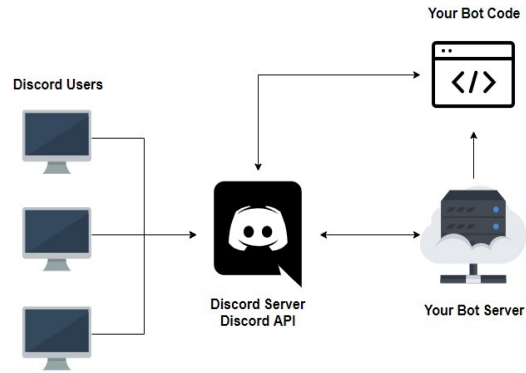 Your Bot Code
Discord Users
</>
Discord Server
Discord API
Your Bot Server